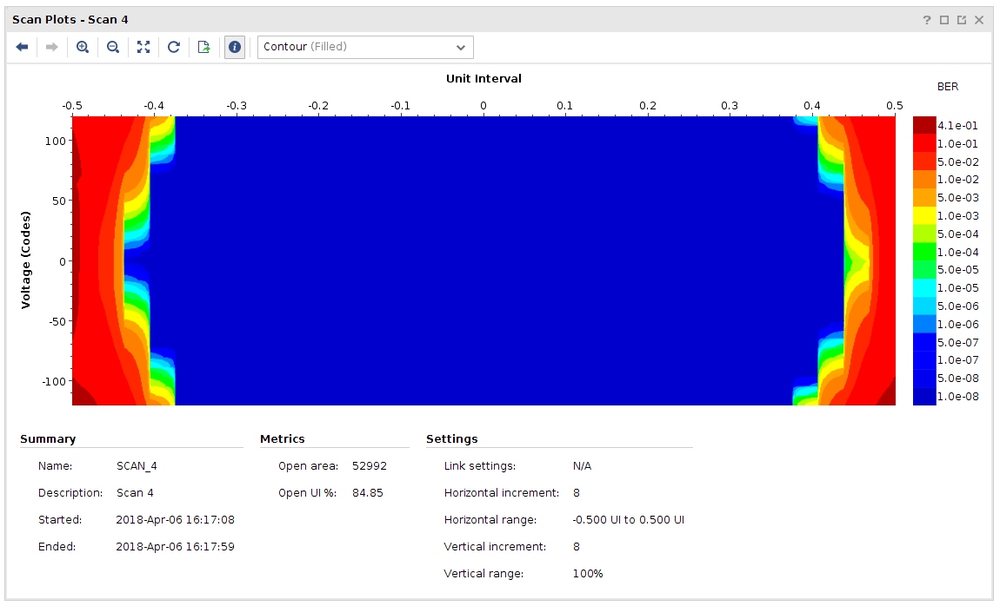 Scan Plots - Scan 4
?
Contour (Filled)
Unit Interval
BER
-0.5 -0.4 -0.3 -0.2 -0.1 0 0.1 0.2 0.3 0.4 0.5
Voltage (Codes)
100
50
0
-50
-100
4.1e-01
1.0e-01
5.0e-02
1.0e-02
5.0e-03
1.0e-03
5.0e-04
1.0e-04
5.0e-05
1.0e-05
5.0e-06
1.0e-06
5.0e-07
1.0e-07
5.0e-08
1.0e-08
Summary
Name: SCAN_4
Description: Scan 4
Started: 2018-Apr-06 16:17:08
Ended: 2018-Apr-06 16:17:59
Metrics
Open area: 52992
Open UI %: 84.85
Settings
Link settings: N/A
Horizontal increment: 8
Horizontal range: -0.500 UI to 0.500 UI
Vertical increment: 8
Vertical range: 100%